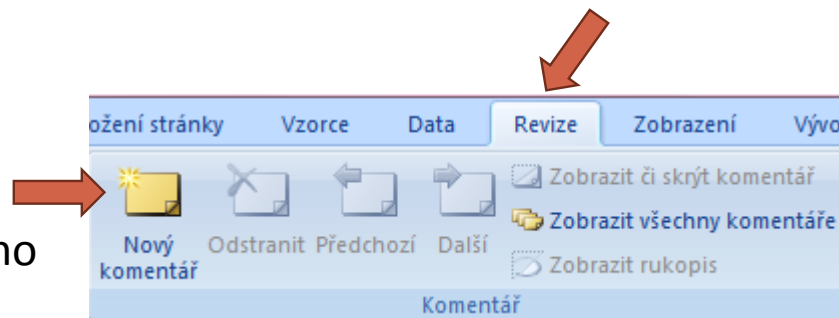 ožení stránky Vzorce Data Revize Zobrazení Vývo
Nový komentář
Odstranit Předchozí Další
Zobrazit či skrýt komentář
Zobrazit všechny komentáře
Zobrazit rukopis
Komentář
no